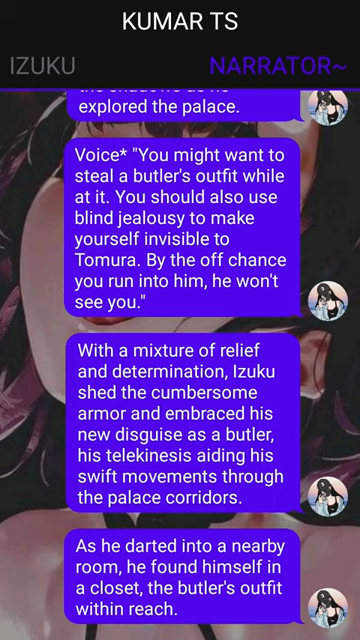 KUMAR TS
IZUKU
NARRATOR~
explored the palace.
Voice* "You might want to
steal a butler's outfit while
at it. You should also use
blind jealousy to make
yourself invisible to
Tomura. By the off chance
you run into him, he won't
see you."
With a mixture of relief
and determination, Izuku
shed the cumbersome
armor and embraced his
new disguise as a butler,
his telekinesis aiding his
swift movements through
the palace corridors.
As he darted into a nearby
room, he found himself in
a closet, the butler's outfit
within reach.